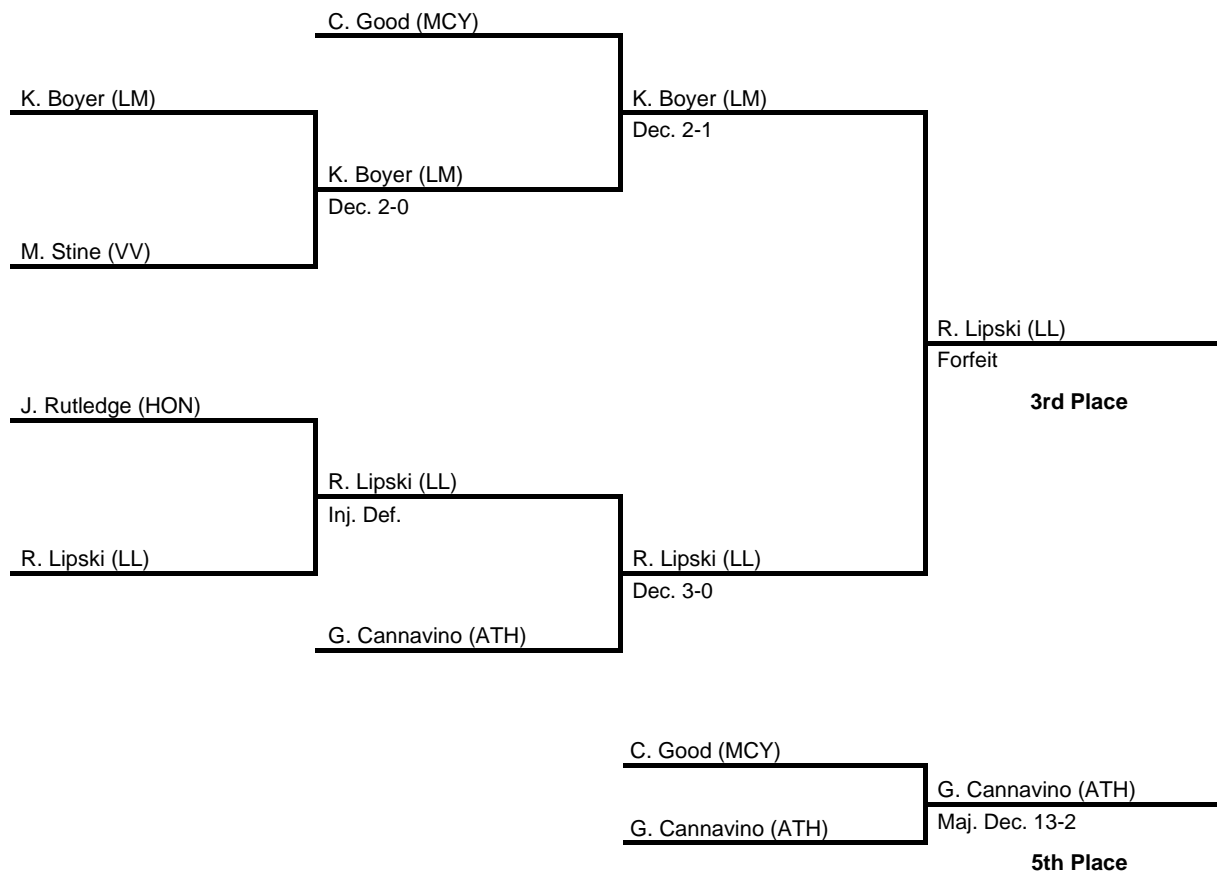 C. Good (MCY)
K. Boyer (LM)
K. Boyer (LM)
Dec. 2-1
K. Boyer (LM)
Dec. 2-0
M. Stine (VV)
R. Lipski (LL)
Forfeit
3rd Place
J. Rutledge (HON)
R. Lipski (LL)
Inj. Def.
R. Lipski (LL)
R. Lipski (LL)
Dec. 3-0
G. Cannavino (ATH)
C. Good (MCY)
G. Cannavino (ATH)
G. Cannavino (ATH)
Maj. Dec. 13-2
5th Place